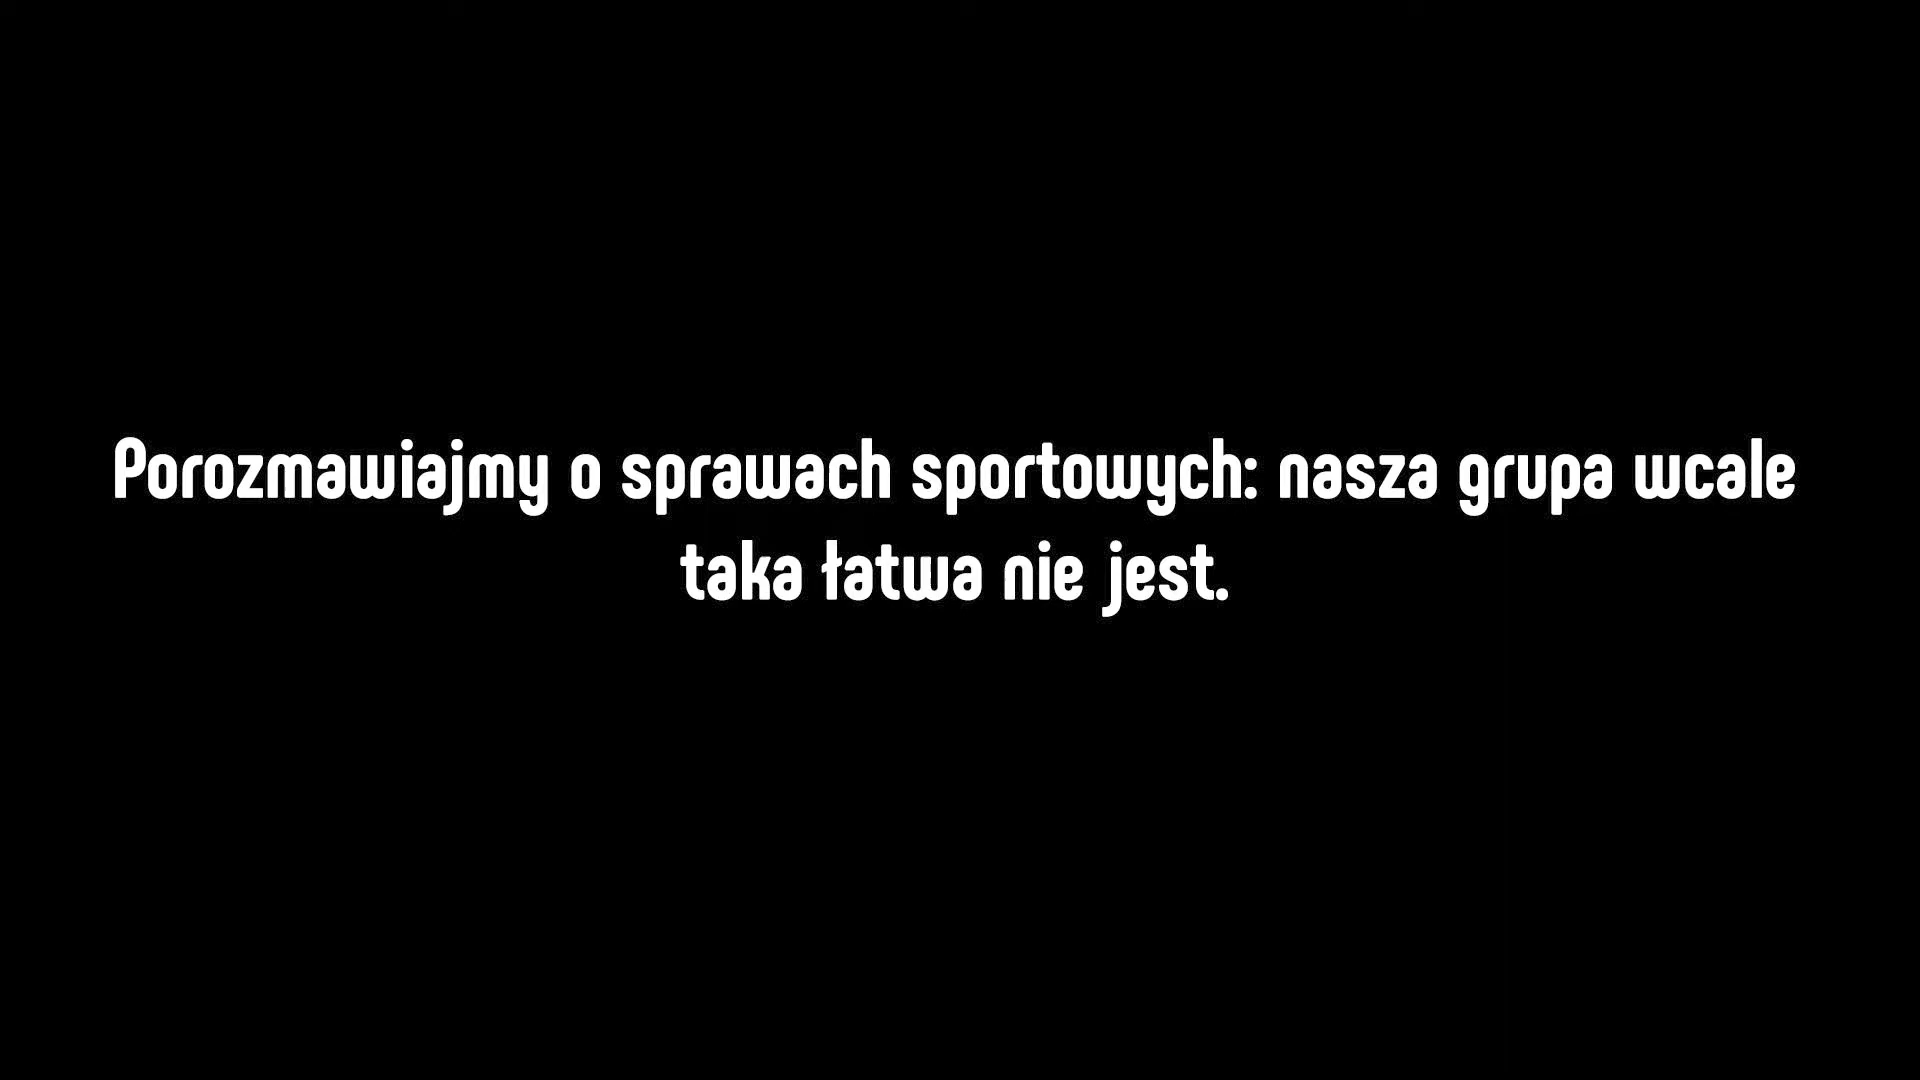 Porozmawiajmy o sprawach sportowych: nasza grupa wcale
taka łatwa nie jest.